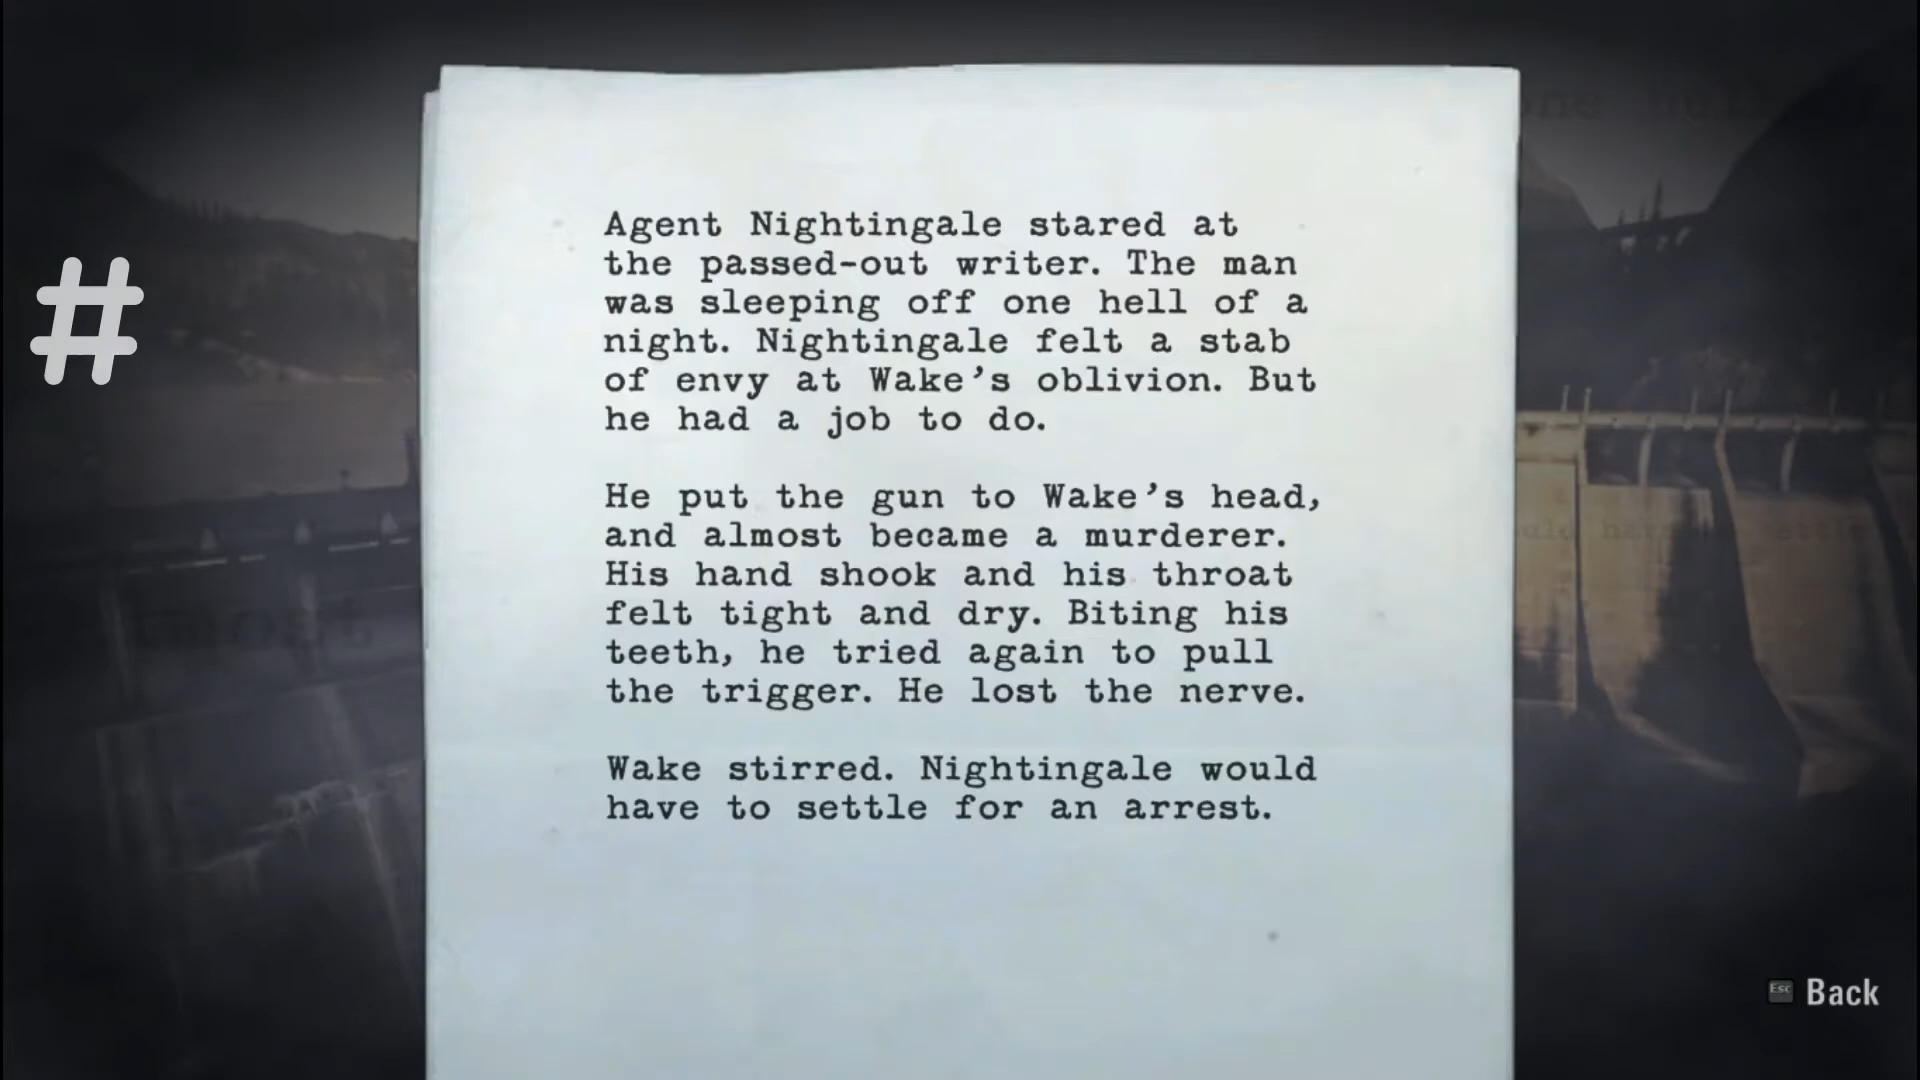 #
Agent Nightingale stared at
the passed-out writer. The man
was sleeping off one hell of a
night. Nightingale felt a stab
of envy at Wake’s oblivion. But
he had a job to do.
He put the gun to Wake’s head,
and almost became a murderer.
His hand shook and his throat
felt tight and dry. Biting his
teeth, he tried again to pull
the trigger. He lost the nerve.
Wake stirred. Nightingale would
have to settle for an arrest.
Esc Back